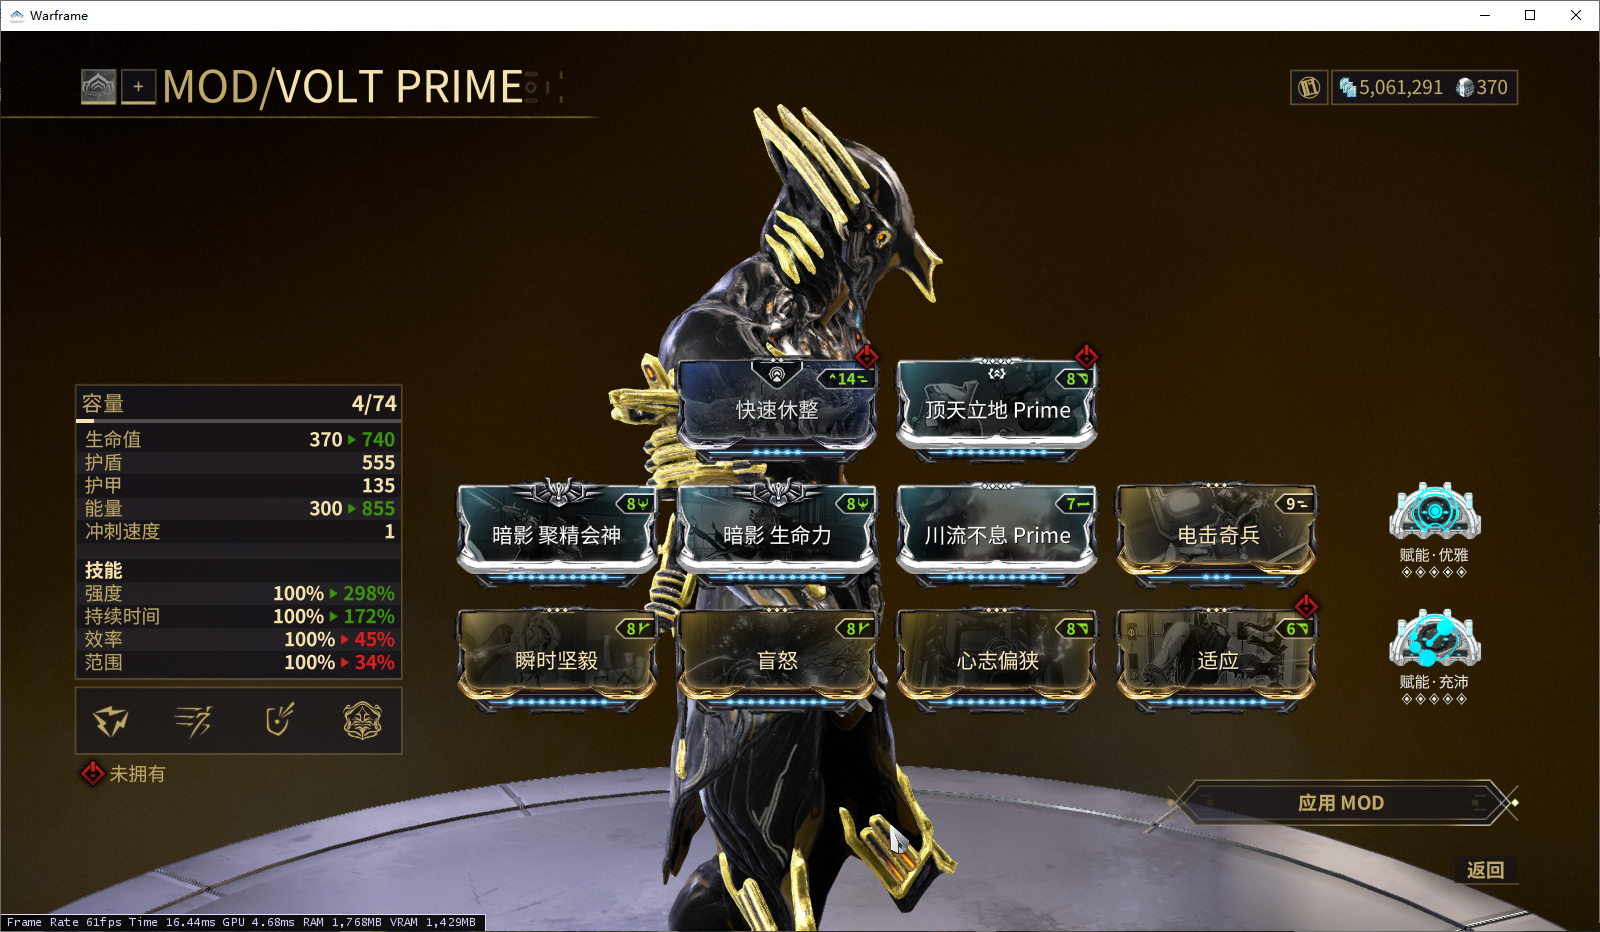 Warframe
MOD/VOLT PRIME
5,061,291 370
容量 4/74
生命值 370 740
护盾 555
护甲 135
能量 300 855
冲刺速度 1
技能
强度 100% 298%
持续时间 100% 172%
效率 100% 45%
范围 100% 34%
未拥有
14
快速休整
8
顶天立地 Prime
8
暗影 聚精会神
8
暗影 生命力
7
川流不息 Prime
9
电击奇兵
8
瞬时坚毅
8
盲怒
8
心志偏狭
6
适应
赋能·优雅
赋能·充沛
应用 MOD
返回
Frame Rate 61fps Time 16.44ms GPU 4.68ms RAM 1,768MB VRAM 1,429MB